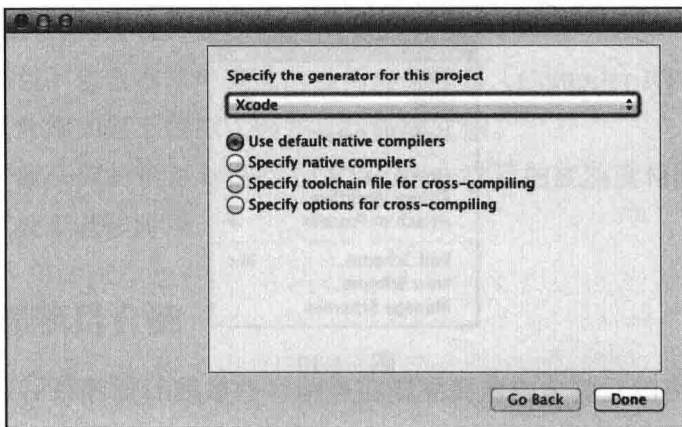 Specify the generator for this project
Xcode
Use default native compilers
Specify native compilers
Specify toolchain file for cross-compiling
Specify options for cross-compiling
Go Back
Done